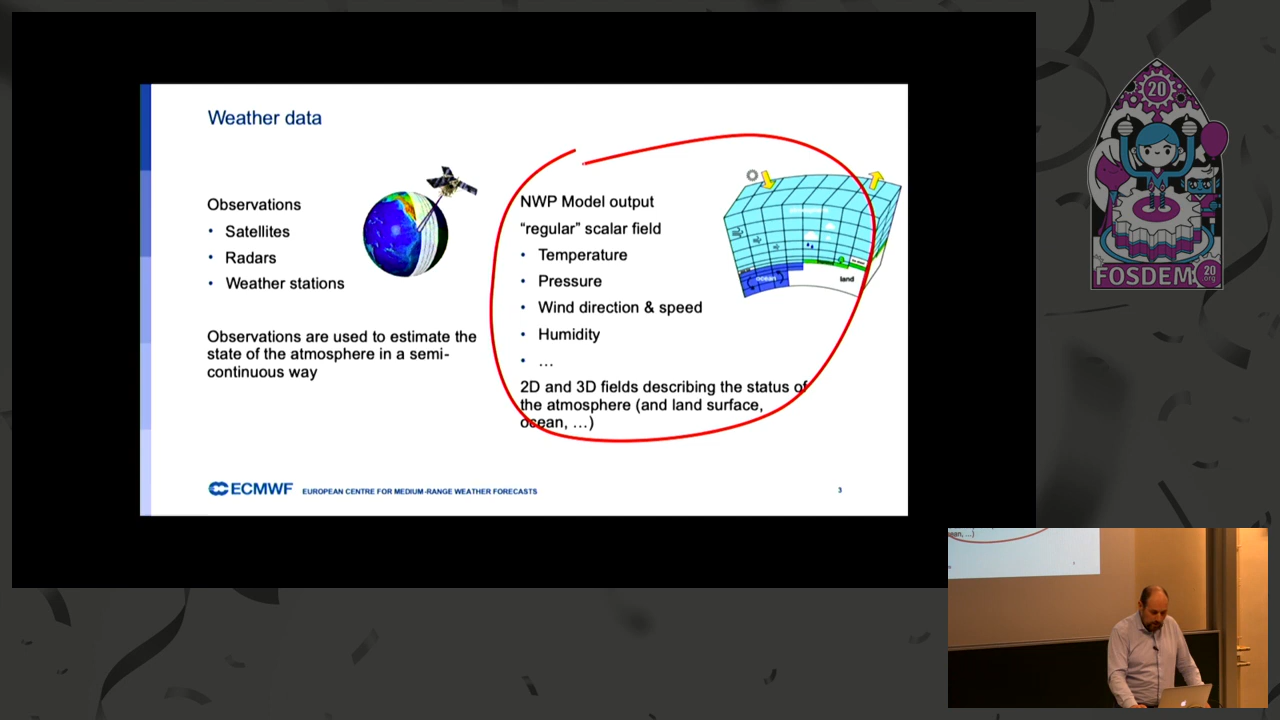 Weather data
Observations
• Satellites
• Radars
• Weather stations
Observations are used to estimate the
state of the atmosphere in a semi-
continuous way
NWP Model output
“regular” scalar field
• Temperature
• Pressure
• Wind direction & speed
• Humidity
• …
2D and 3D fields describing the status of
the atmosphere (and land surface,
ocean, …)
ocean
land
ECMWF EUROPEAN CENTRE FOR MEDIUM-RANGE WEATHER FORECASTS
3
20
FOSDEM
20
.org
ean, …)